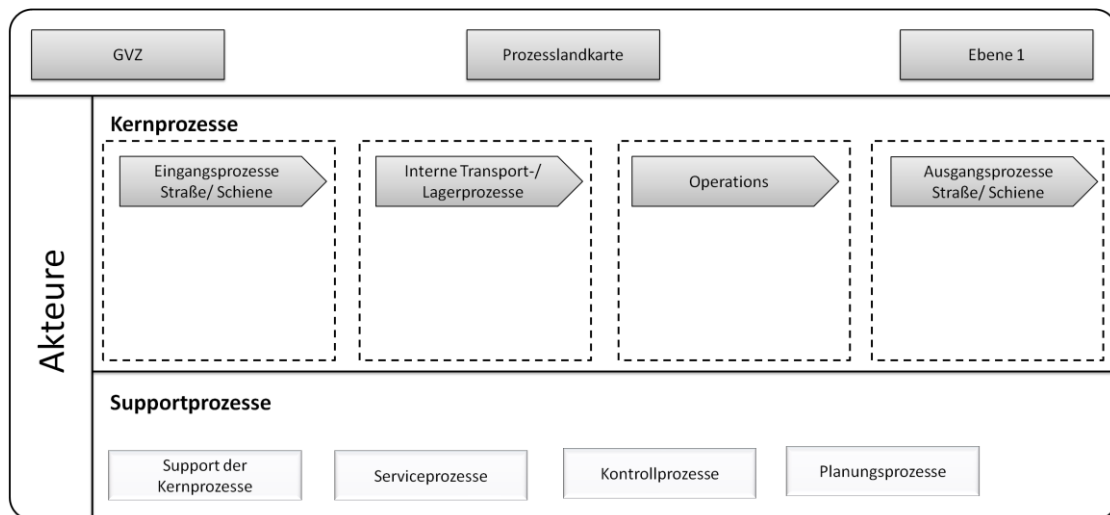 GVZ
Prozesslandkarte
Ebene 1
Akteure
Kernprozesse
Eingangsprozesse
Straße/ Schiene
Interne Transport-/
Lagerprozesse
Operations
Ausgangsprozesse
Straße/ Schiene
Supportprozesse
Support der
Kernprozesse
Serviceprozesse
Kontrollprozesse
Planungsprozesse